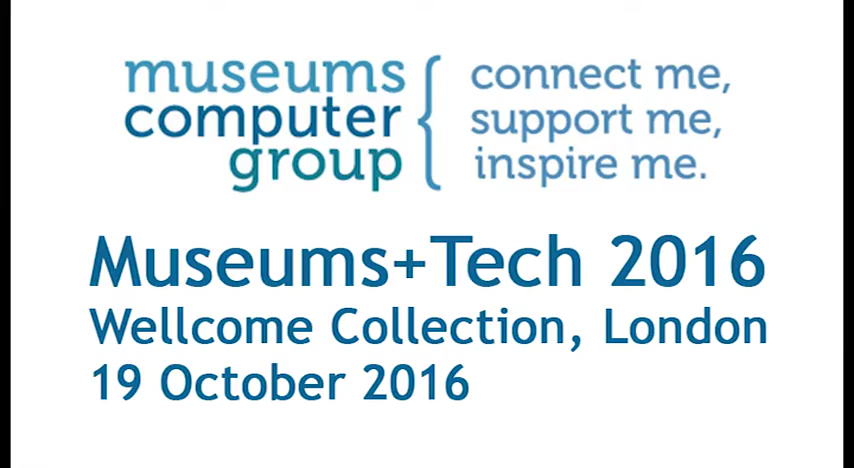 museums
computer
group
{
connect me,
support me,
inspire me.
Museums+Tech 2016
Wellcome Collection, London
19 October 2016